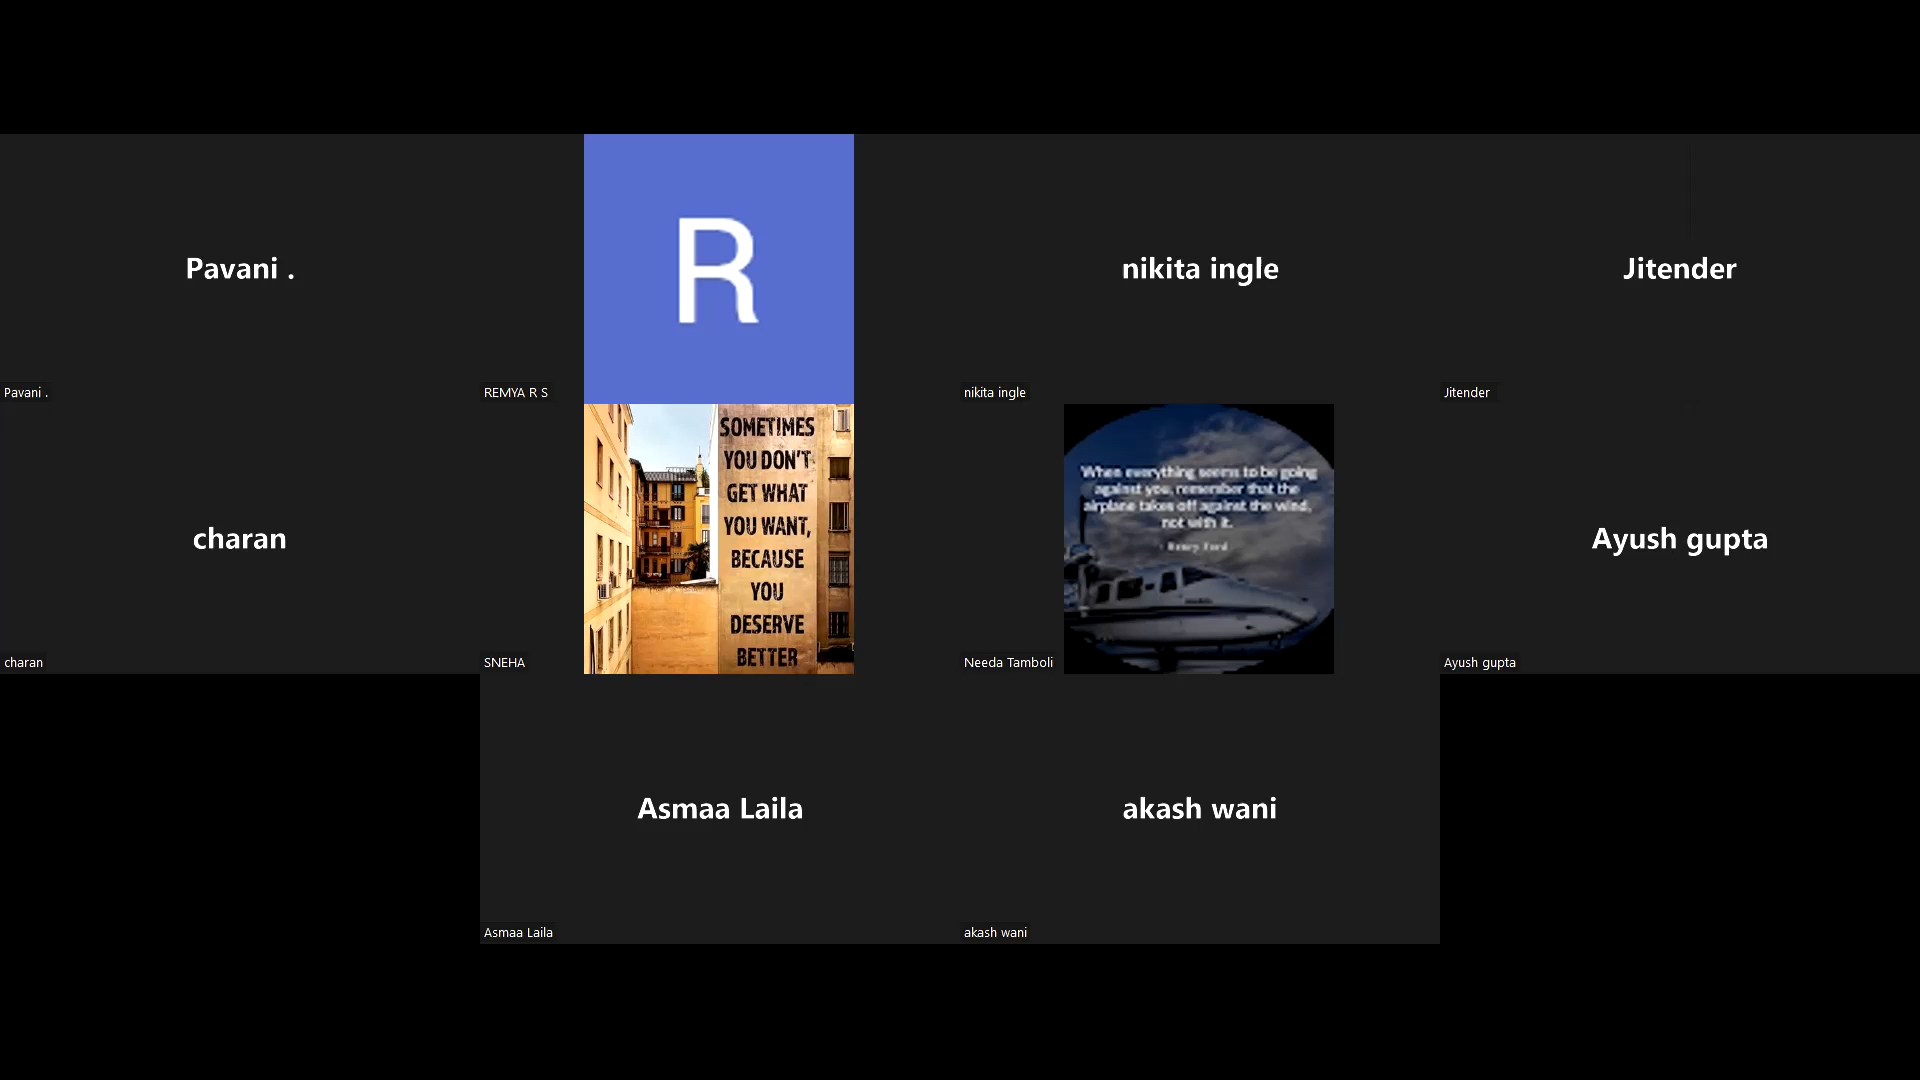 Pavani .
Pavani .
R
REMYA R S
nikita ingle
nikita ingle
Jitender
Jitender
charan
charan
SOMETIMES
YOU DON'T
GET WHAT
YOU WANT,
BECAUSE
YOU
DESERVE
BETTER
SNEHA
When everything seems to be going
against you, remember that the
airplane takes off against the wind,
not with it.
- Henry Ford
Needa Tamboli
Ayush gupta
Ayush gupta
Asmaa Laila
Asmaa Laila
akash wani
akash wani